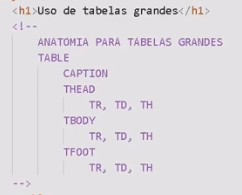 <h1>Uso de tabelas grandes</h1>
<!--
ANATOMIA PARA TABELAS GRANDES
TABLE
CAPTION
THEAD
TR, TD, TH
TBODY
TR, TD, TH
TFOOT
TR, TD, TH
-->